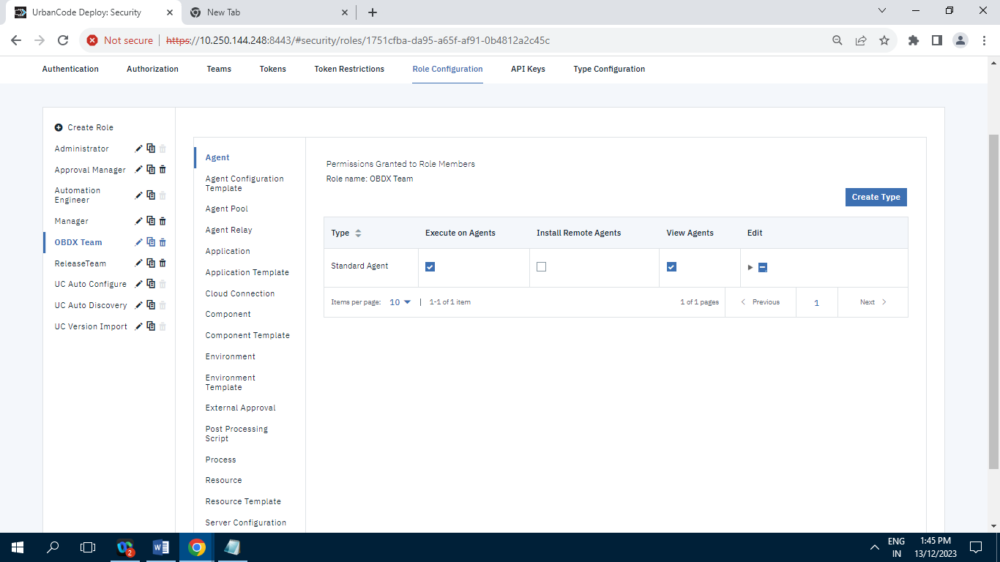 UrbanCode Deploy: Security
New Tab
Not secure
https://10.250.144.248:8443/#security/roles/1751cfba-da95-a65f-af91-0b4812a2c45c
Authentication
Authorization
Teams
Tokens
Token Restrictions
Role Configuration
API Keys
Type Configuration
Create Role
Administrator
Approval Manager
Automation
Engineer
Manager
OBDX Team
ReleaseTeam
UC Auto Configure
UC Auto Discovery
UC Version Import
Agent
Agent Configuration
Template
Agent Pool
Agent Relay
Application
Application Template
Cloud Connection
Component
Component Template
Environment
Environment
Template
External Approval
Post Processing
Script
Process
Resource
Resource Template
Server Configuration
Permissions Granted to Role Members
Role name: OBDX Team
Create Type
Type Execute on Agents Install Remote Agents View Agents Edit
Standard Agent
Items per page: 10 | 1-1 of 1 item 1 of 1 pages Previous 1 Next
2
ENG
IN
1:45 PM
13/12/2023